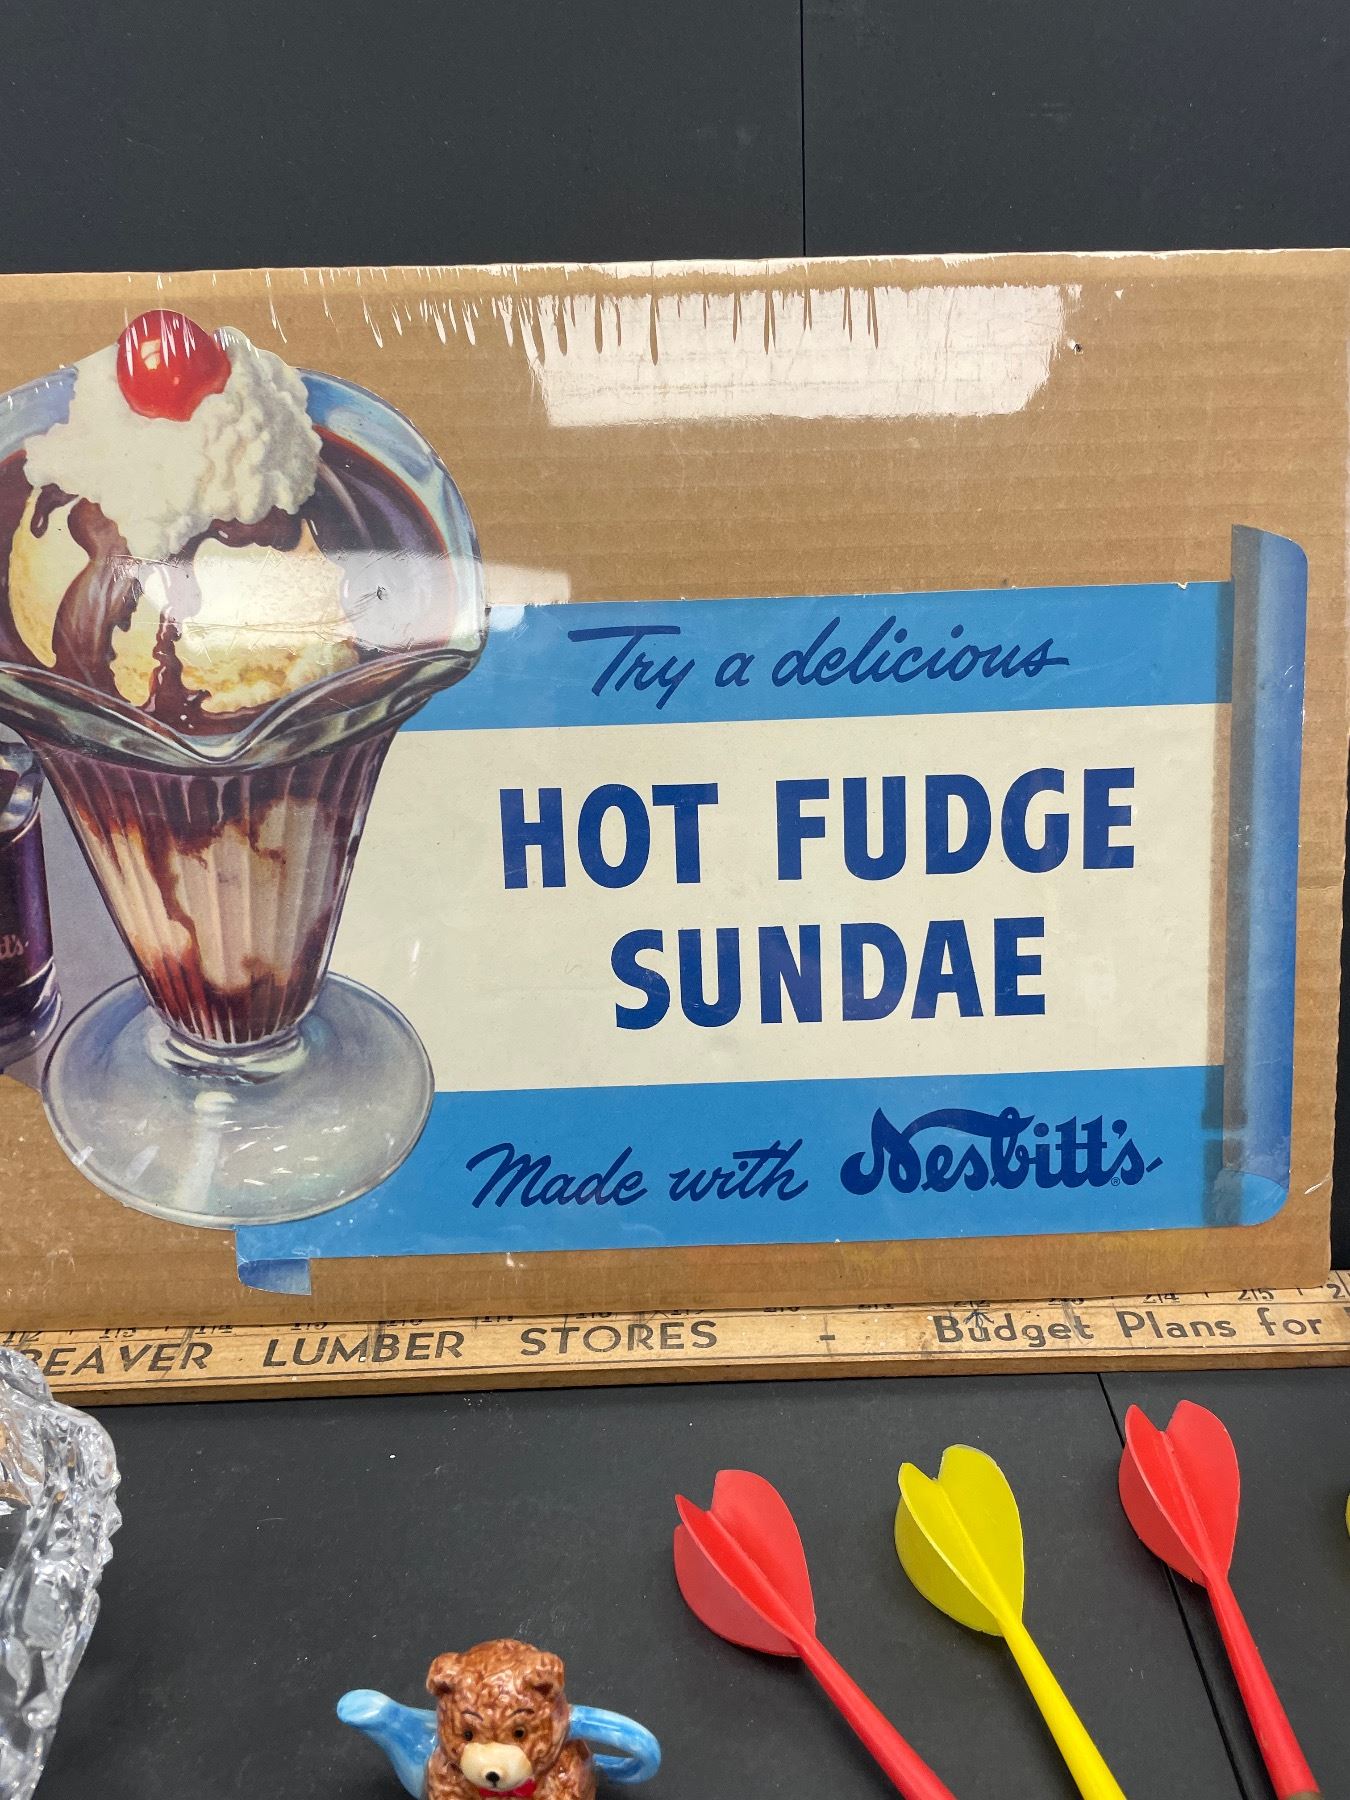 Try a delicious
HOT FUDGE
SUNDAE
Made with Nesbitt's®
BEAVER LUMBER STORES - Budget Plans for